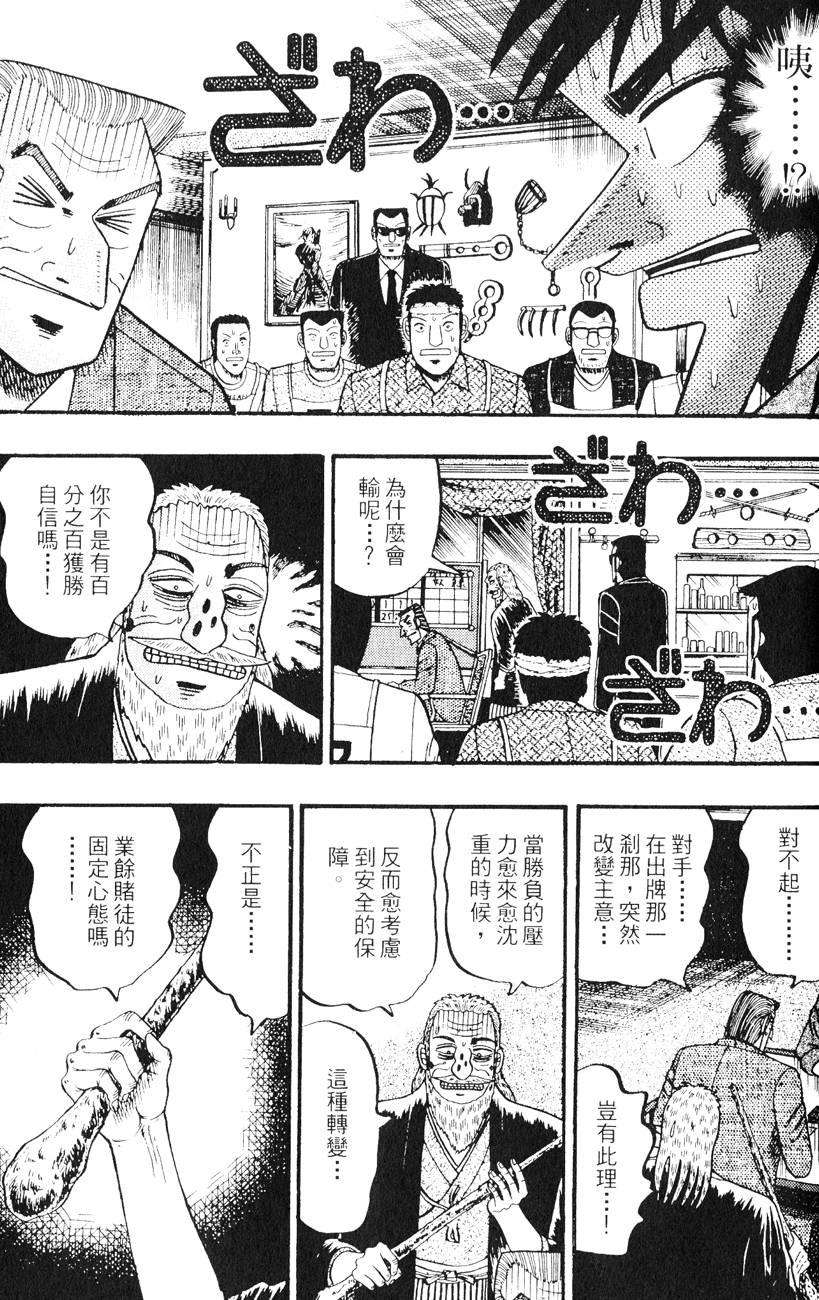 咦………!?
ざわ…
ざわ…
ざわ…
為什麼會
輸呢…?
你不是有百
分之百獲勝
自信嗎…!
對不起……
對手……
在出牌那一
剎那，突然
改變主意…
豈有此理…!
當勝負的壓
力愈來愈沈
重的時候，
反而愈考慮
到安全的保
障。
這種轉變…
不正是……
業餘賭徒的
固定心態嗎
……!